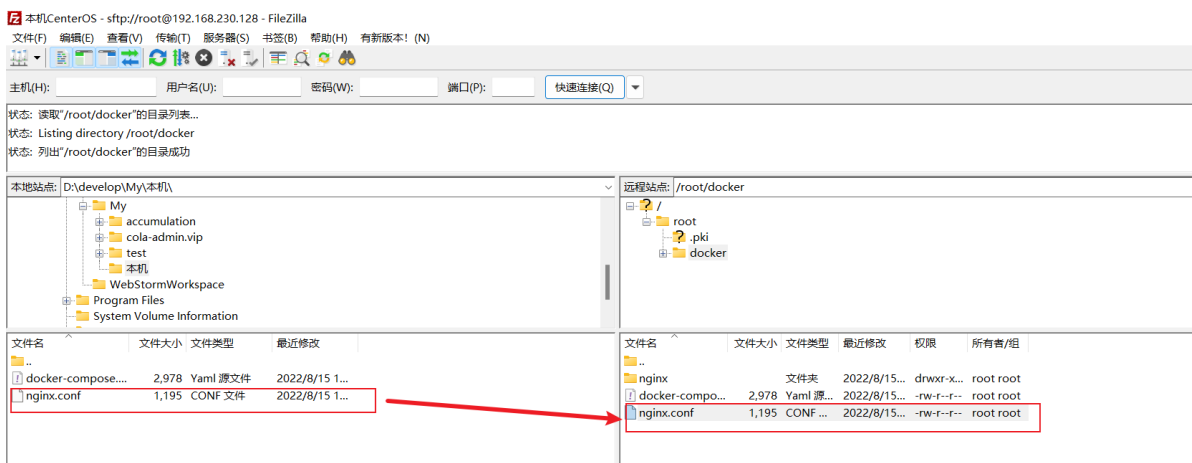 本机CenterOS - sftp://root@192.168.230.128 - FileZilla
文件(F) 编辑(E) 查看(V) 传输(T) 服务器(S) 书签(B) 帮助(H) 有新版本! (N)
主机(H): 用户名(U): 密码(W): 端口(P): 快速连接(Q)
状态: 读取"/root/docker"的目录列表...
状态: Listing directory /root/docker
状态: 列出"/root/docker"的目录成功
本地站点: D:\develop\My\本机\
My
accumulation
cola-admin.vip
test
本机
WebStormWorkspace
Program Files
System Volume Information
远程站点: /root/docker
/
root
.pki
docker
文件名 文件大小 文件类型 最近修改
..
docker-compose.... 2,978 Yaml 源文件 2022/8/15 1...
nginx.conf 1,195 CONF 文件 2022/8/15 1...
文件名 文件大小 文件类型 最近修改 权限 所有者/组
..
nginx 文件夹 2022/8/15... drwxr-x... root root
docker-compo... 2,978 Yaml 源... 2022/8/15... -rw-r--r-- root root
nginx.conf 1,195 CONF ... 2022/8/15... -rw-r--r-- root root